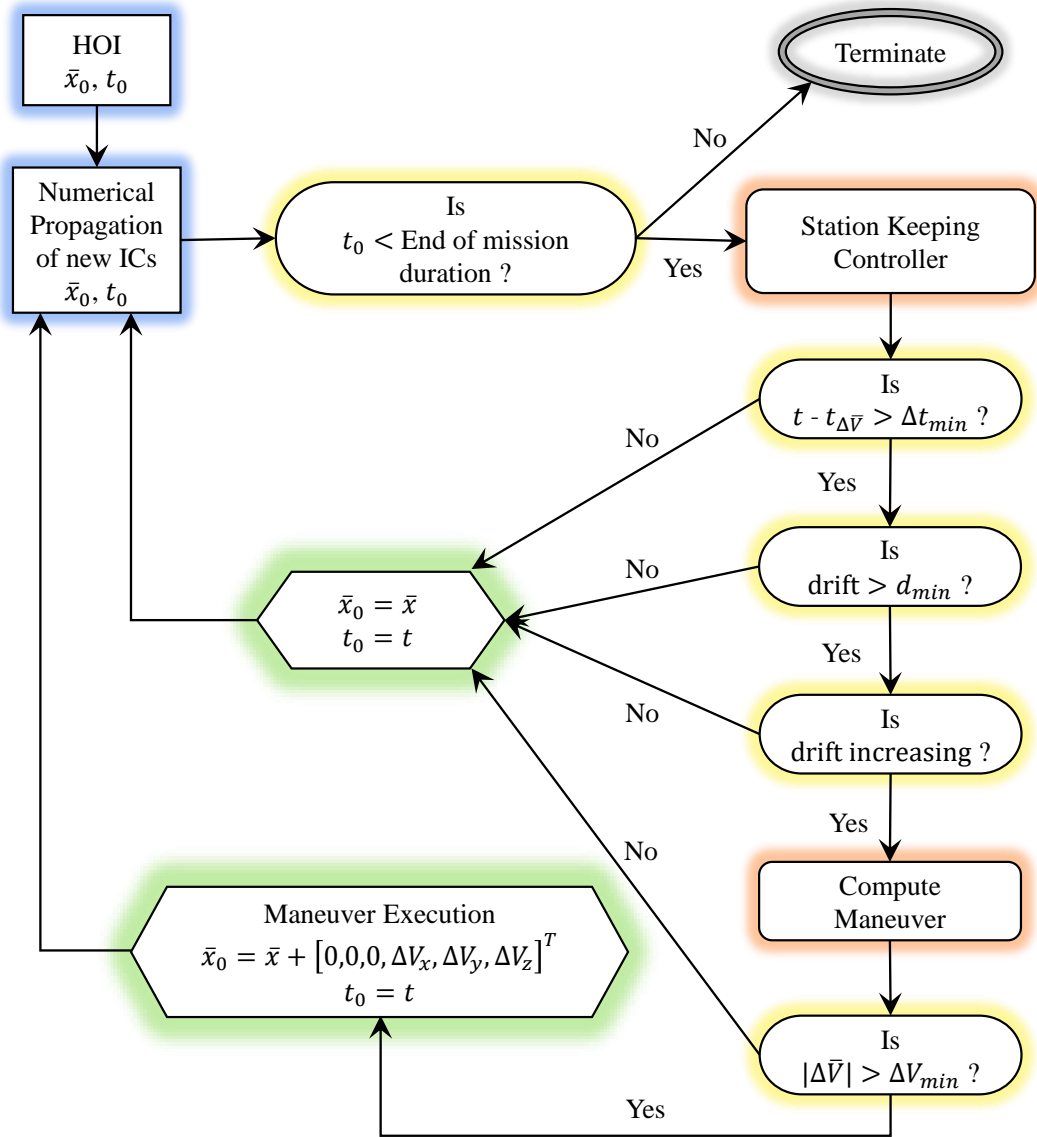 HOI
x̄₀, t₀
Terminate
No
Numerical
Propagation
of new ICs
x̄₀, t₀
Is
t₀ < End of mission
duration ?
Yes
Station Keeping
Controller
Is
t - t_ΔV̄ > Δt_min ?
No
Yes
Is
drift > d_min ?
No
x̄₀ = x̄
t₀ = t
Yes
Is
drift increasing ?
No
Yes
No
Compute
Maneuver
Maneuver Execution
x̄₀ = x̄ + [0,0,0, ΔV_x, ΔV_y, ΔV_z]ᵀ
t₀ = t
Is
|ΔV̄| > ΔV_min ?
Yes